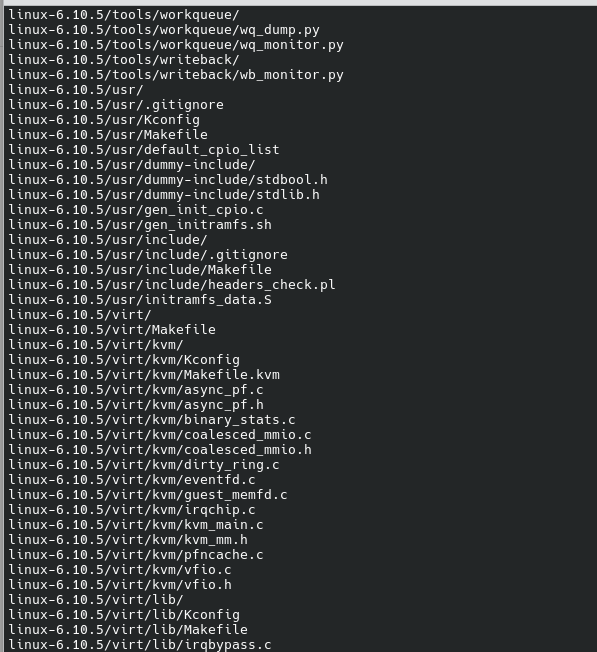 linux-6.10.5/tools/workqueue/
linux-6.10.5/tools/workqueue/wq_dump.py
linux-6.10.5/tools/workqueue/wq_monitor.py
linux-6.10.5/tools/writeback/
linux-6.10.5/tools/writeback/wb_monitor.py
linux-6.10.5/usr/
linux-6.10.5/usr/.gitignore
linux-6.10.5/usr/Kconfig
linux-6.10.5/usr/Makefile
linux-6.10.5/usr/default_cpio_list
linux-6.10.5/usr/dummy-include/
linux-6.10.5/usr/dummy-include/stdbool.h
linux-6.10.5/usr/dummy-include/stdlib.h
linux-6.10.5/usr/gen_init_cpio.c
linux-6.10.5/usr/gen_initramfs.sh
linux-6.10.5/usr/include/
linux-6.10.5/usr/include/.gitignore
linux-6.10.5/usr/include/Makefile
linux-6.10.5/usr/include/headers_check.pl
linux-6.10.5/usr/initramfs_data.S
linux-6.10.5/virt/
linux-6.10.5/virt/Makefile
linux-6.10.5/virt/kvm/
linux-6.10.5/virt/kvm/Kconfig
linux-6.10.5/virt/kvm/Makefile.kvm
linux-6.10.5/virt/kvm/async_pf.c
linux-6.10.5/virt/kvm/async_pf.h
linux-6.10.5/virt/kvm/binary_stats.c
linux-6.10.5/virt/kvm/coalesced_mmio.c
linux-6.10.5/virt/kvm/coalesced_mmio.h
linux-6.10.5/virt/kvm/dirty_ring.c
linux-6.10.5/virt/kvm/eventfd.c
linux-6.10.5/virt/kvm/guest_memfd.c
linux-6.10.5/virt/kvm/irqchip.c
linux-6.10.5/virt/kvm/kvm_main.c
linux-6.10.5/virt/kvm/kvm_mm.h
linux-6.10.5/virt/kvm/pfncache.c
linux-6.10.5/virt/kvm/vfio.c
linux-6.10.5/virt/kvm/vfio.h
linux-6.10.5/virt/lib/
linux-6.10.5/virt/lib/Kconfig
linux-6.10.5/virt/lib/Makefile
linux-6.10.5/virt/lib/irqbypass.c